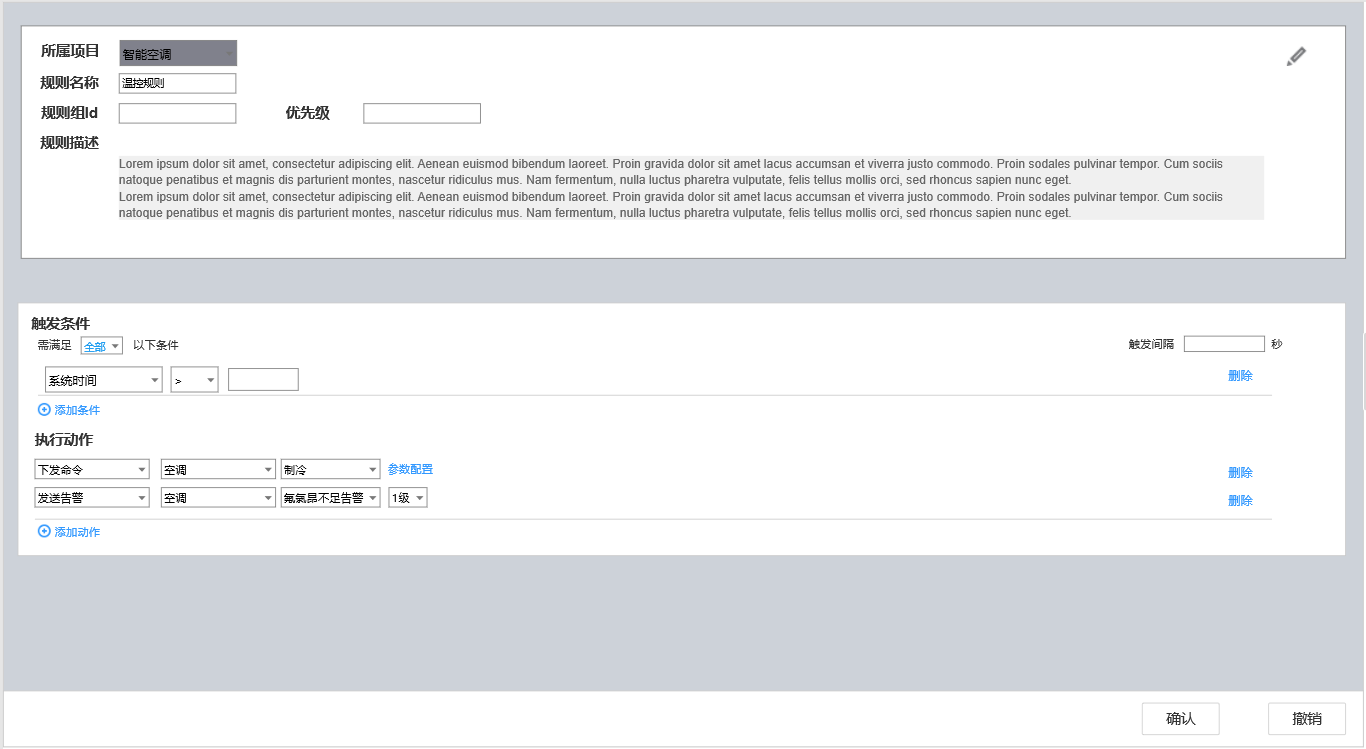 所属项目 智能空调
规则名称 温控规则
规则组Id 优先级
规则描述
Lorem ipsum dolor sit amet, consectetur adipiscing elit. Aenean euismod bibendum laoreet. Proin gravida dolor sit amet lacus accumsan et viverra justo commodo. Proin sodales pulvinar tempor. Cum sociis
natoque penatibus et magnis dis parturient montes, nascetur ridiculus mus. Nam fermentum, nulla luctus pharetra vulputate, felis tellus mollis orci, sed rhoncus sapien nunc eget.
Lorem ipsum dolor sit amet, consectetur adipiscing elit. Aenean euismod bibendum laoreet. Proin gravida dolor sit amet lacus accumsan et viverra justo commodo. Proin sodales pulvinar tempor. Cum sociis
natoque penatibus et magnis dis parturient montes, nascetur ridiculus mus. Nam fermentum, nulla luctus pharetra vulputate, felis tellus mollis orci, sed rhoncus sapien nunc eget.
触发条件
需满足 全部 以下条件 触发间隔 秒
系统时间 > 删除
添加条件
执行动作
下发命令 空调 制冷 参数配置 删除
发送告警 空调 氟氯昂不足告警 1级 删除
添加动作
确认 撤销